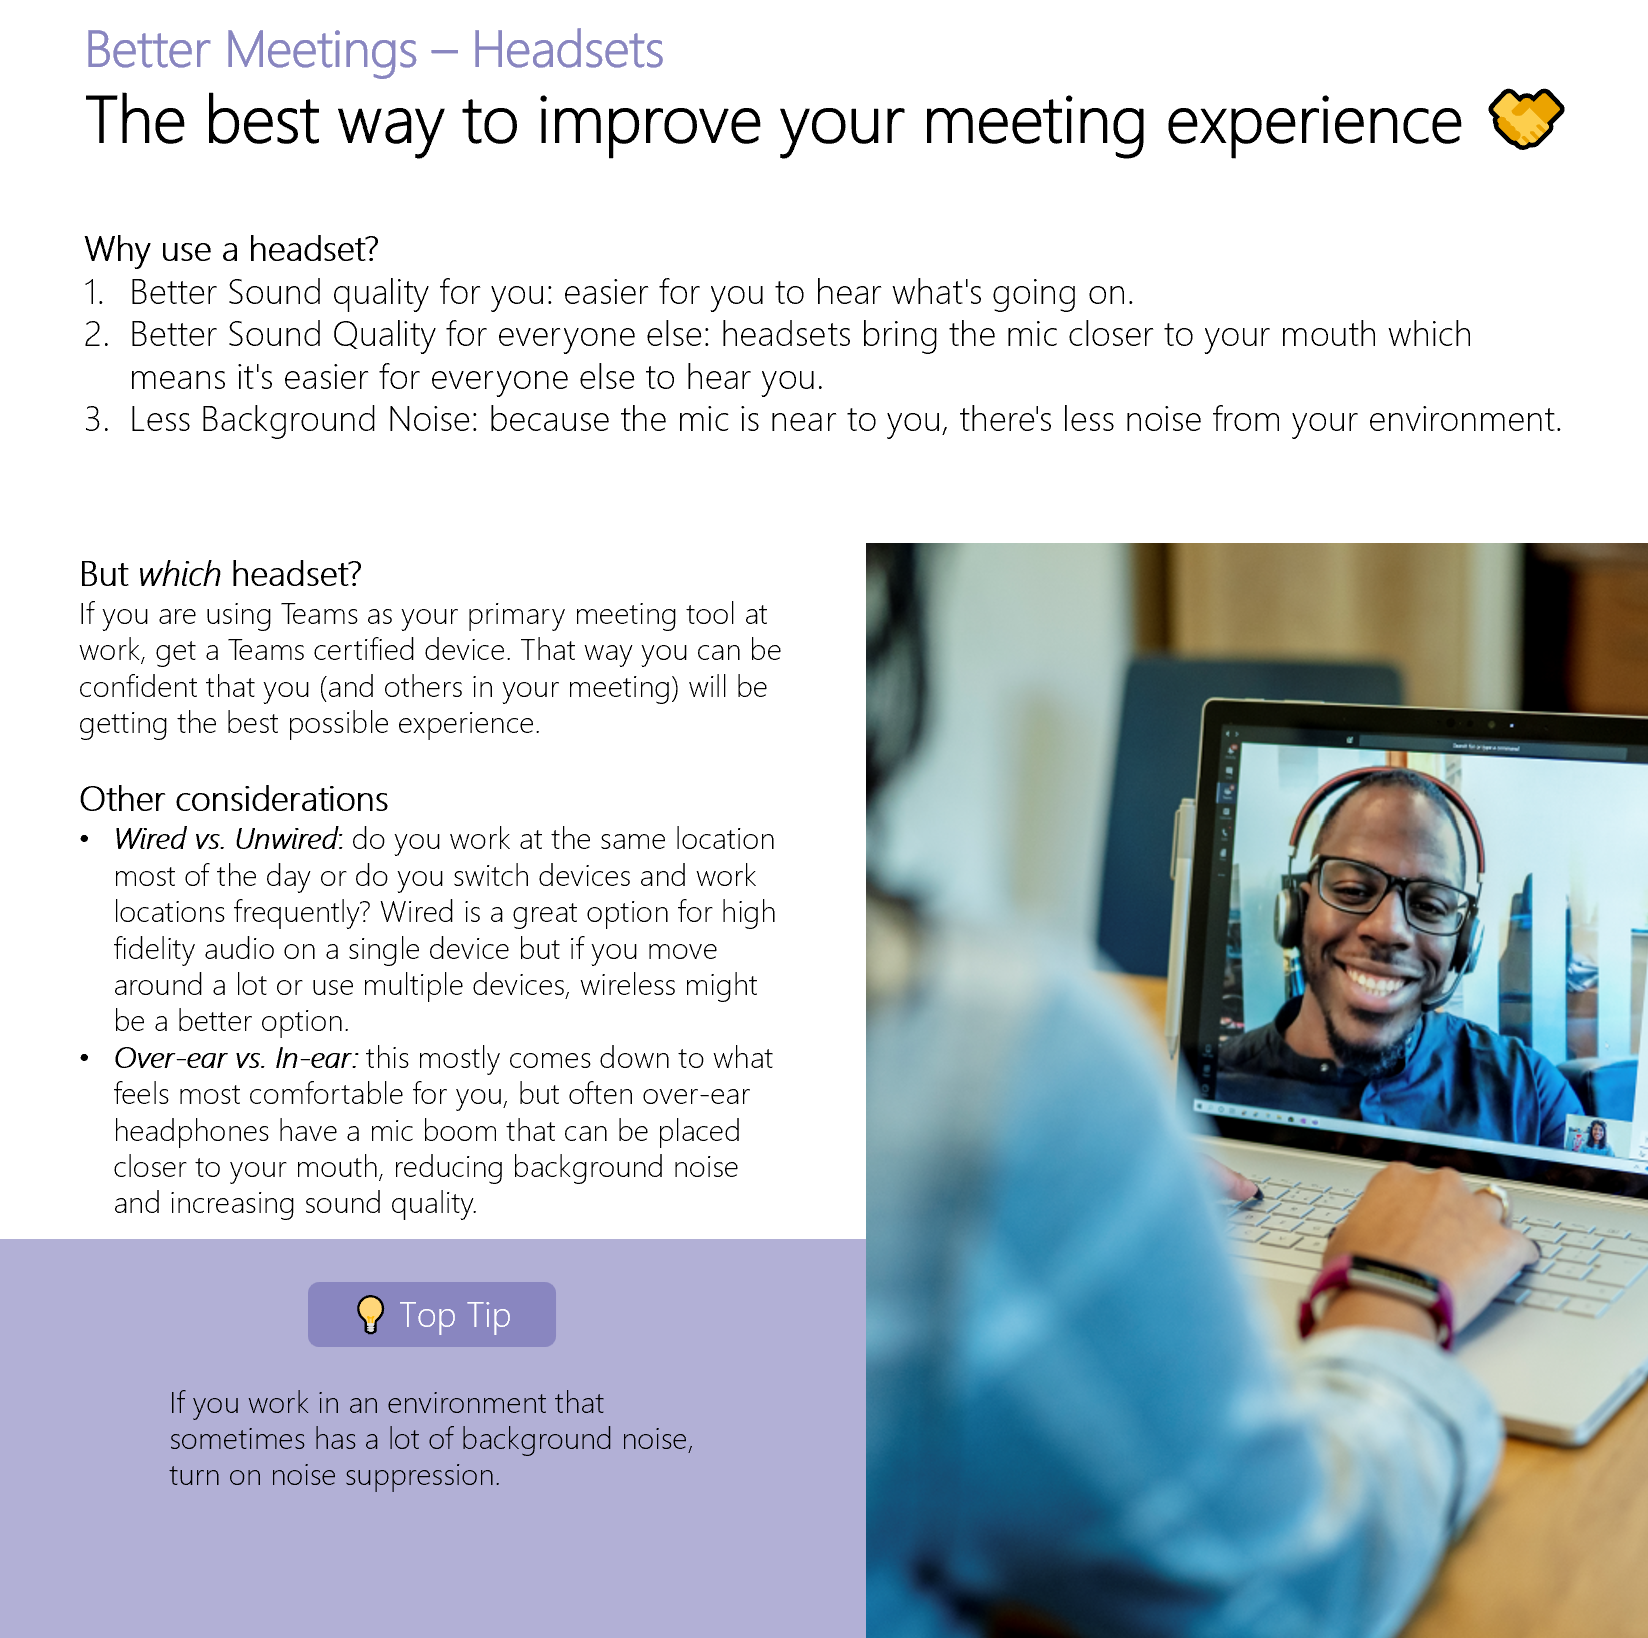 Better Meetings – Headsets
The best way to improve your meeting experience
Why use a headset?
1. Better Sound quality for you: easier for you to hear what's going on.
2. Better Sound Quality for everyone else: headsets bring the mic closer to your mouth which
means it's easier for everyone else to hear you.
3. Less Background Noise: because the mic is near to you, there's less noise from your environment.
But which headset?
If you are using Teams as your primary meeting tool at
work, get a Teams certified device. That way you can be
confident that you (and others in your meeting) will be
getting the best possible experience.
Other considerations
• Wired vs. Unwired: do you work at the same location
most of the day or do you switch devices and work
locations frequently? Wired is a great option for high
fidelity audio on a single device but if you move
around a lot or use multiple devices, wireless might
be a better option.
• Over-ear vs. In-ear: this mostly comes down to what
feels most comfortable for you, but often over-ear
headphones have a mic boom that can be placed
closer to your mouth, reducing background noise
and increasing sound quality.
Top Tip
If you work in an environment that
sometimes has a lot of background noise,
turn on noise suppression.
Search for or type a command